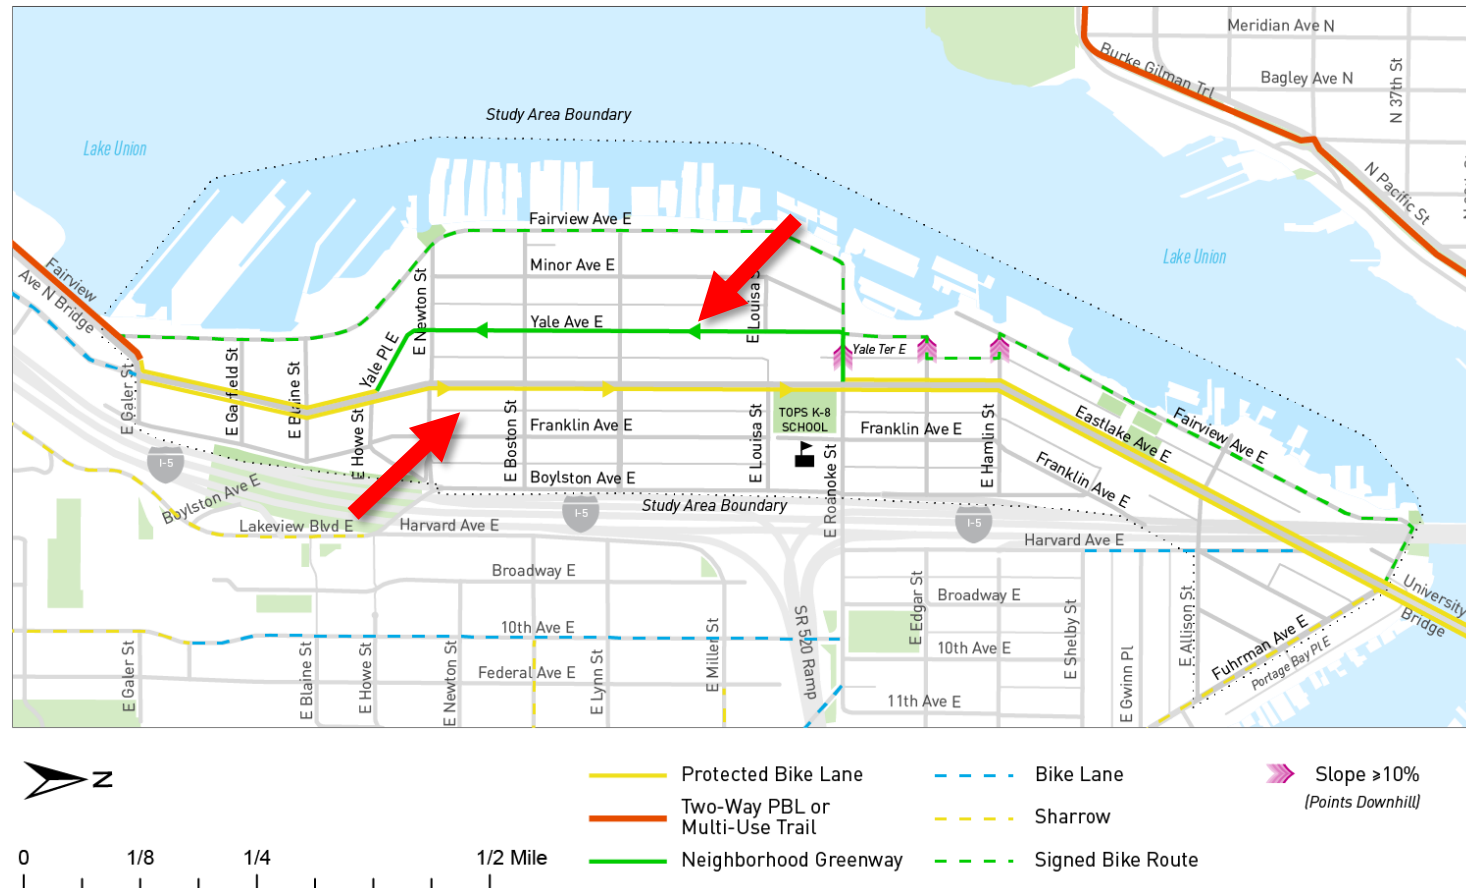 Meridian Ave N
Burke Gilman Trl
Bagley Ave N
N 37th St
N Pacific St
Study Area Boundary
Lake Union
Lake Union
Fairview Ave E
Fairview
Ave N Bridge
Minor Ave E
E Newton St
E Louisa S
Yale Ave E
Yale Pl E
Yale Ter E
E Galer St
E Garfield St
E Blaine St
E Howe St
E Boston St
E Louisa St
TOPS K-8
SCHOOL
Franklin Ave E
Franklin Ave E
E Roanoke St
E Hamlin St
Eastlake Ave E
Fairview Ave E
Franklin Ave E
Boylston Ave E
Study Area Boundary
I-5
I-5
I-5
Boylston Ave E
Lakeview Blvd E
Harvard Ave E
Harvard Ave E
Broadway E
Broadway E
10th Ave E
10th Ave E
Federal Ave E
11th Ave E
E Galer St
E Blaine St
E Howe St
E Newton St
E Lynn St
E Miller St
SR 520 Ramp
E Edgar St
E Shelby St
E Gwinn Pl
E Allison St
Fuhrman Ave E
Portage Bay Pl E
University
Bridge
N
0
1/8
1/4
1/2 Mile
Protected Bike Lane
Two-Way PBL or
Multi-Use Trail
Neighborhood Greenway
Bike Lane
Sharrow
Signed Bike Route
Slope ≥10%
(Points Downhill)